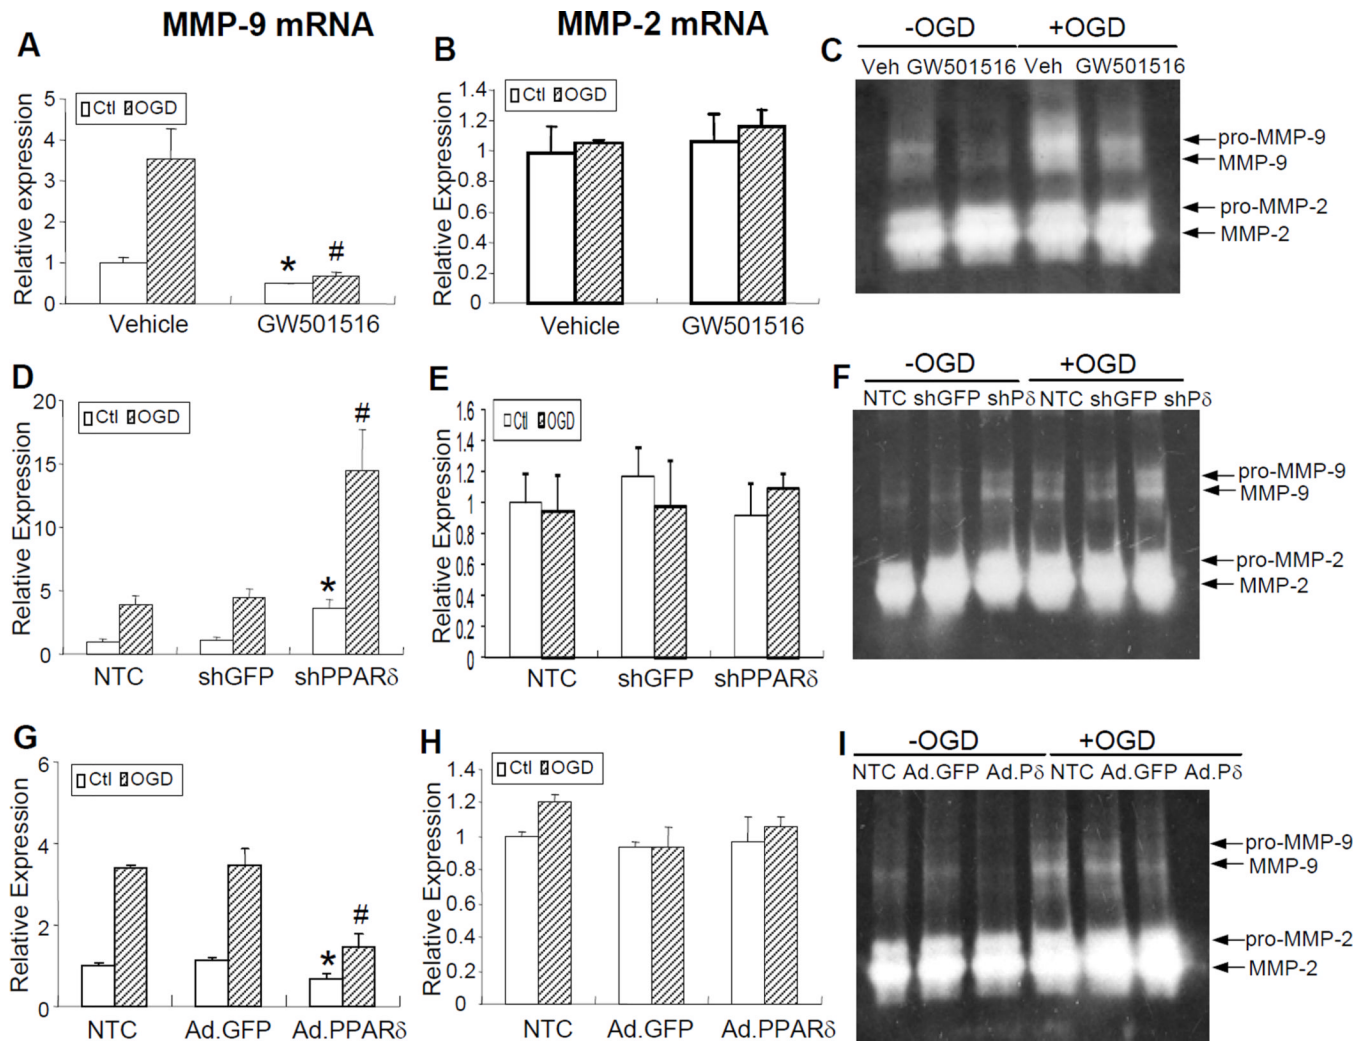 MMP-9 mRNA
MMP-2 mRNA
A
Relative expression
5
4
3
2
1
0
Ctl OGD
*
#
Vehicle GW501516
B
Relative Expression
1.4
1.2
1
0.8
0.6
0.4
0.2
0
Ctl OGD
Vehicle GW501516
C
-OGD +OGD
Veh GW501516 Veh GW501516
pro-MMP-9
MMP-9
pro-MMP-2
MMP-2
D
Relative Expression
20
15
10
5
0
Ctl OGD
#
*
NTC shGFP shPPARδ
E
Relative Expression
1.6
1.4
1.2
1
0.8
0.6
0.4
0.2
0
Ctl OGD
NTC shGFP shPPARδ
F
-OGD +OGD
NTC shGFP shPδ NTC shGFP shPδ
pro-MMP-9
MMP-9
pro-MMP-2
MMP-2
G
Relative Expression
6
4
2
0
Ctl OGD
#
*
NTC Ad.GFP Ad.PPARδ
H
Relative Expression
1.4
1.2
1
0.8
0.6
0.4
0.2
0
Ctl OGD
NTC Ad.GFP Ad.PPARδ
I
-OGD +OGD
NTC Ad.GFP Ad.Pδ NTC Ad.GFP Ad.Pδ
pro-MMP-9
MMP-9
pro-MMP-2
MMP-2